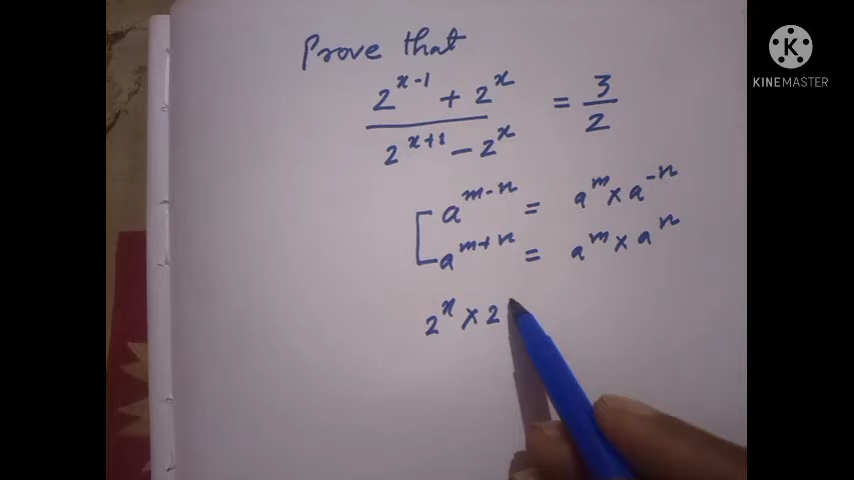 Prove that
K
KINEMASTER
2^{x-1} + 2^x / 2^{x+1} - 2^x = 3/2
a^{m-n} = a^m × a^{-n}
a^{m+n} = a^m × a^n
2^x × 2